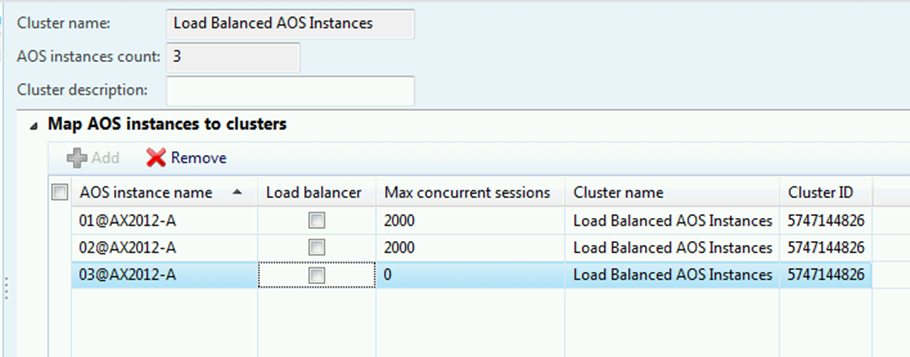 Cluster name: Load Balanced AOS Instances
AOS instances count: 3
Cluster description:
Map AOS instances to clusters
Add Remove
AOS instance name Load balancer Max concurrent sessions Cluster name Cluster ID
01@AX2012-A 2000 Load Balanced AOS Instances 5747144826
02@AX2012-A 2000 Load Balanced AOS Instances 5747144826
03@AX2012-A 0 Load Balanced AOS Instances 5747144826